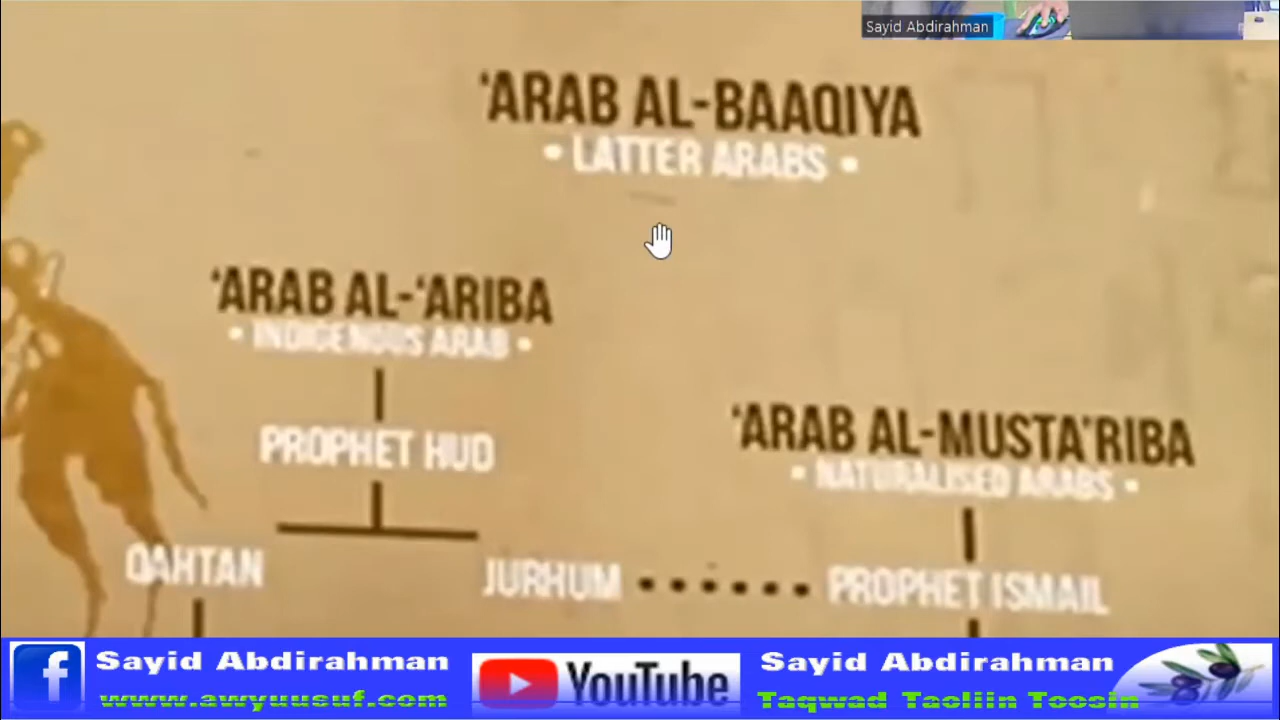 Sayid Abdirahman
‘ARAB AL-BAAQIYA
• LATTER ARABS •
‘ARAB AL-‘ARIBA
• INDIGENOUS ARAB •
PROPHET HUD
‘ARAB AL-MUSTA’RIBA
• NATURALISED ARABS •
QAHTAN
JURHUM
PROPHET ISMAIL
Sayid Abdirahman
www.awyuusuf.com
YouTube
Sayid Abdirahman
Taqwad Taoliin Toosin